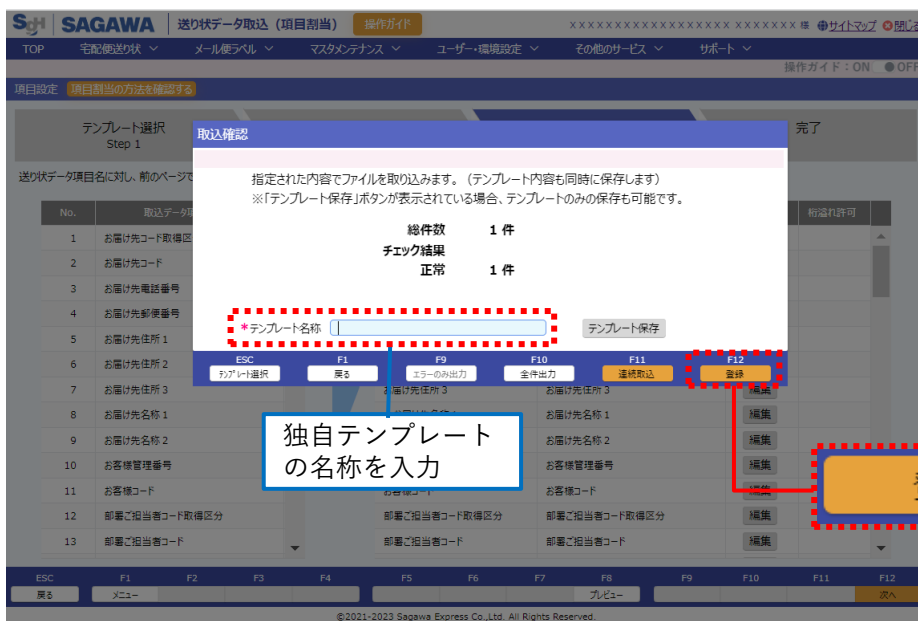 SGH SAGAWA 送り状データ取込（項目割当） 操作ガイド ×××××××××××××××××× ××××××× 様 サイトマップ
TOP 宅配便送り状 メール便ラベル マスタメンテナンス ユーザー・環境設定 その他のサービス サポート
操作ガイド：ON OFF
項目設定 項目割当の方法を確認する
テンプレート選択 完了
Step 1
取込確認
送り状データ項目名に対し、前のページで
指定された内容でファイルを取り込みます。（テンプレート内容も同時に保存します）
※「テンプレート保存」ボタンが表示されている場合、テンプレートのみの保存も可能です。
総件数 1 件
チェック結果
正常 1 件
*テンプレート名称 テンプレート保存
ESC F1 F9 F10 F11 F12
ﾃﾝﾌﾟﾚｰﾄ選択 戻る エラーのみ出力 全件出力 連続取込 登録
独自テンプレート
の名称を入力
No. 取込データ項 桁溢れ許可
1 お届け先コード取得区
2 お届け先コード
3 お届け先電話番号
4 お届け先郵便番号
5 お届け先住所１
6 お届け先住所２
7 お届け先住所３ お届け先住所３ お届け先住所３ 編集
8 お届け先名称１ お届け先名称１ 編集
9 お届け先名称２ お届け先名称２ 編集
10 お客様管理番号 お客様管理番号 編集
11 お客様コード お客様コード お客様コード 編集
12 部署ご担当者コード取得区分 部署ご担当者コード取得区分 部署ご担当者コード取得区分 編集
13 部署ご担当者コード 部署ご担当者コード 部署ご担当者コード 編集
ESC F1 F2 F3 F4 F5 F6 F7 F8 F9 F10 F11 F12
戻る メニュー プレビュー 次へ
©2021-2023 Sagawa Express Co.,Ltd. All Rights Reserved.